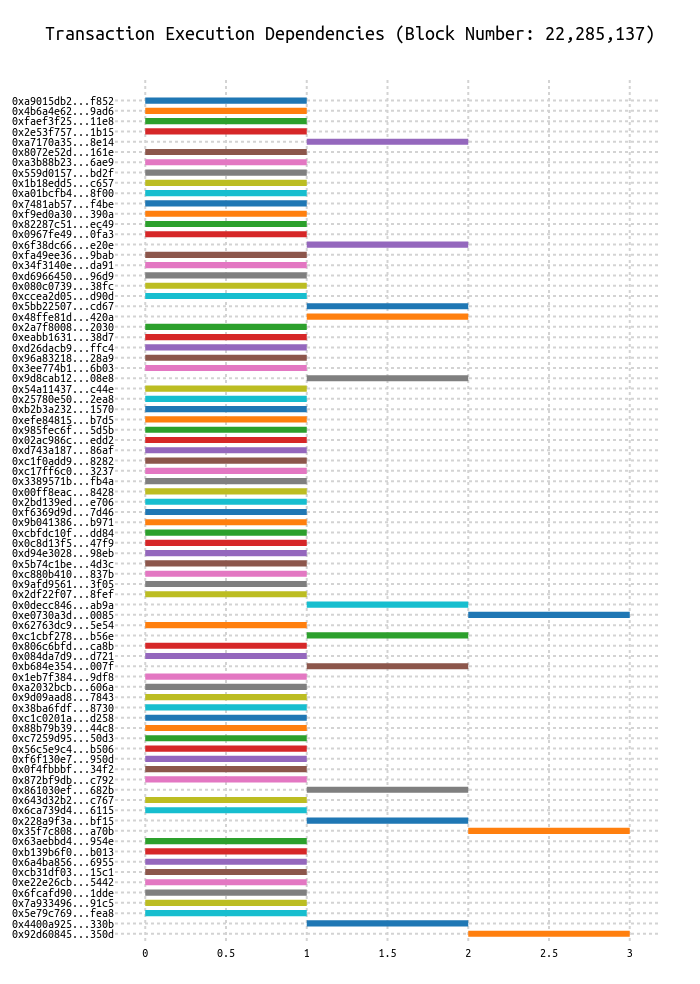 Transaction Execution Dependencies (Block Number: 22,285,137)
0xa9015db2...f852
0x4b6a4e62...9ad6
0xfaef3f25...11e8
0x2e53f757...1b15
0xa7170a35...8e14
0x8072e52d...161e
0xa3b88b23...6ae9
0x559d0157...bd2f
0x1b18edd5...c657
0xa01bcfb4...8f00
0x7481ab57...f4be
0xf9ed0a30...390a
0x82287c51...ec49
0x0967fe49...0fa3
0x6f38dc66...e20e
0xfa49ee36...9bab
0x34f3140e...da91
0xd6966450...96d9
0x080c0739...38fc
0xccea2d05...d90d
0x5bb22507...cd67
0x48ffe81d...420a
0x2a7f8008...2030
0xeabb1631...38d7
0xd26dacb9...ffc4
0x96a83218...28a9
0x3ee774b1...6b03
0x9d8cab12...08e8
0x54a11437...c44e
0x25780e50...2ea8
0xb2b3a232...1570
0xefe84815...b7d5
0x985fec6f...5d5b
0x02ac986c...edd2
0xd743a187...86af
0xc1f0add9...8282
0xc17ff6c0...3237
0x3389571b...fb4a
0x00ff8eac...8428
0x2bd139ed...e706
0xf6369d9d...7d46
0x9b041386...b971
0xcbfdc10f...dd84
0x0c8d13f5...47f9
0xd94e3028...98eb
0x5b74c1be...4d3c
0xc880b410...837b
0x9afd9561...3f05
0x2df22f07...8fef
0x0decc846...ab9a
0xe0730a3d...0085
0x62763dc9...5e54
0xc1cbf278...b56e
0x806c6bfd...ca8b
0x084da7d9...d721
0xb684e354...007f
0x1eb7f384...9df8
0xa2032bcb...606a
0x9d09aad8...7843
0x38ba6fdf...8730
0xc1c0201a...d258
0x88b79b39...44c8
0xc7259d95...50d3
0x56c5e9c4...b506
0xf6f130e7...950d
0x0f4fbbbf...34f2
0x872bf9db...c792
0x861030ef...682b
0x643d32b2...c767
0x6ca739d4...6115
0x228a9f3a...bf15
0x35f7c808...a70b
0x63aebbd4...954e
0xb139b6f0...b013
0x6a4ba856...6955
0xcb31df03...15c1
0xe22e26cb...5442
0x6fcafd90...1dde
0x7a933496...91c5
0x5e79c769...fea8
0x4400a925...330b
0x92d60845...350d
0 0.5 1 1.5 2 2.5 3